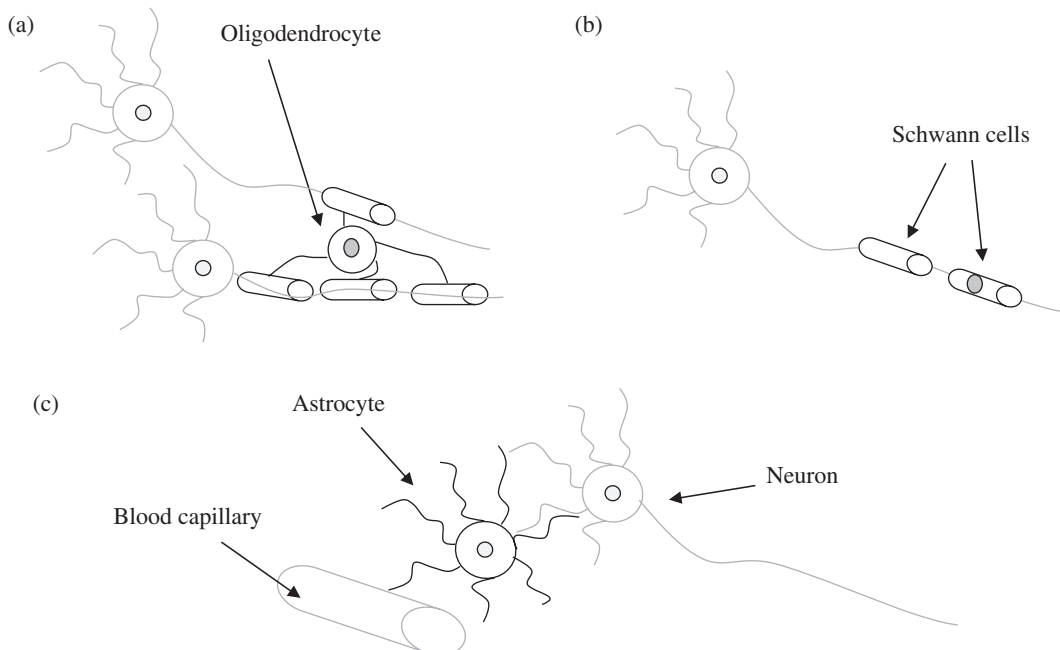 (a)
Oligodendrocyte
(b)
Schwann cells
(c)
Astrocyte
Neuron
Blood capillary